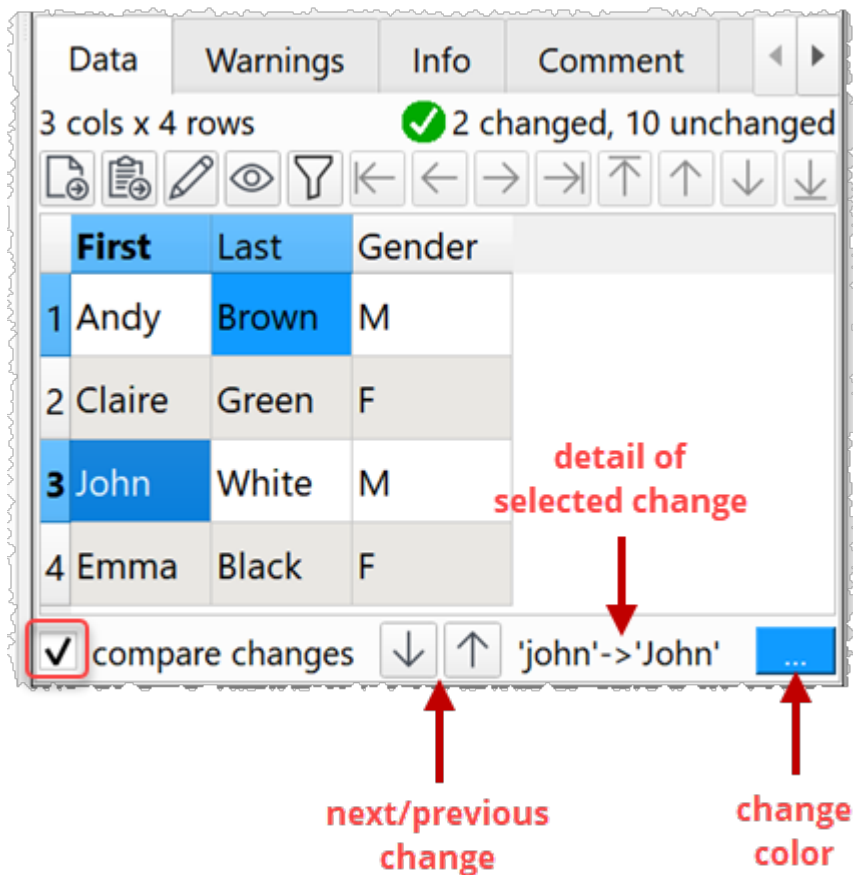 Data Warnings Info Comment
3 cols x 4 rows 2 changed, 10 unchanged
First Last Gender
1 Andy Brown M
2 Claire Green F
3 John White M
4 Emma Black F
detail of
selected change
compare changes 'john'->'John' ...
next/previous
change
change
color